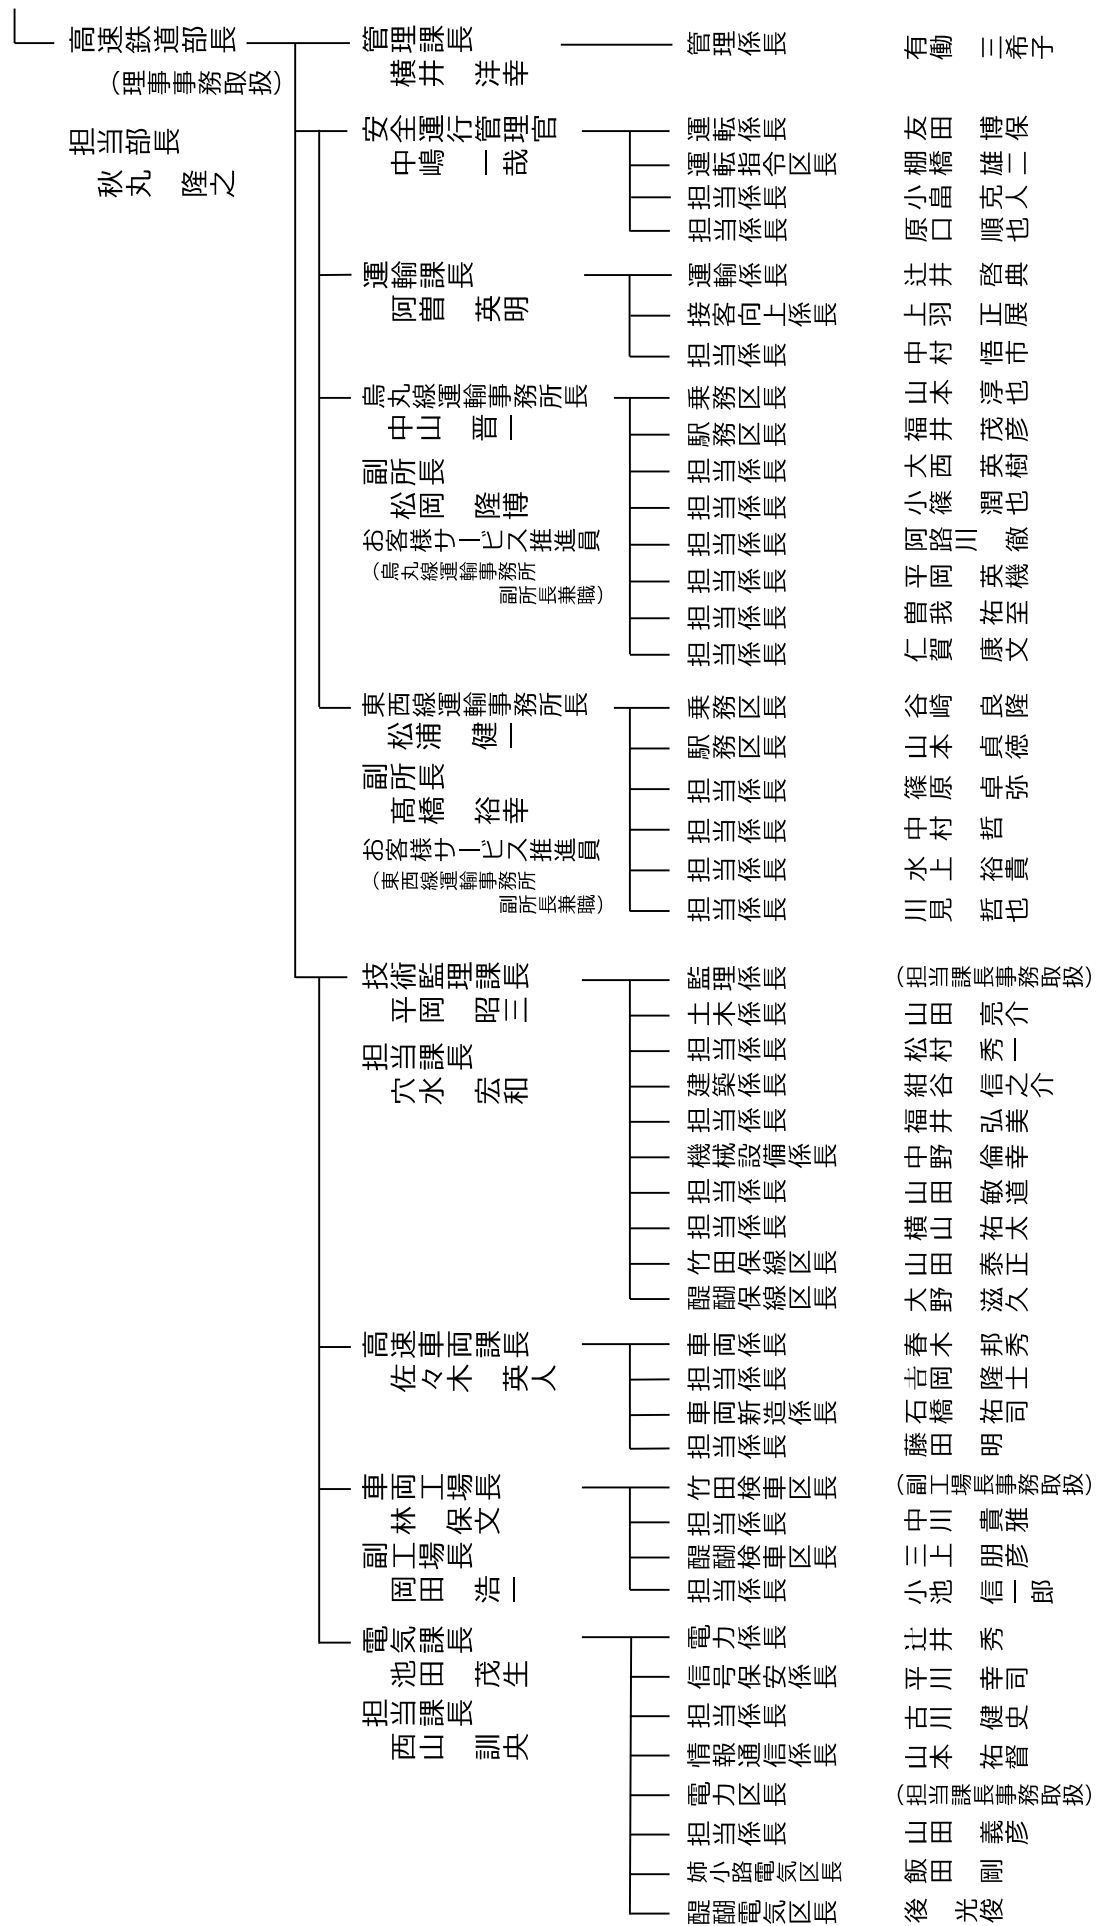 高速鉄道部長
（理事事務取扱）
担当部長
秋丸　隆之
管理課長
横井　洋幸
管理係長　有働　三希子
安全運行管理官
中嶋　一哉
運転係長　友田　博保
運転指令区長　棚橋　雄二
担当係長　小畠　克人
担当係長　原口　順也
運輸課長
阿曽　英明
運輸係長　辻井　啓典
接客向上係長　上羽　正展
担当係長　中村　悟市
烏丸線運輸事務所長
中山　晋一
副所長
松岡　隆博
お客様サービス推進員
（烏丸線運輸事務所
副所長兼職）
乗務区長　山本　淳也
駅務区長　福井　茂彦
担当係長　大西　英樹
担当係長　小篠　潤也
担当係長　阿路川　徹
担当係長　平岡　英機
担当係長　曽我　祐至
担当係長　仁賀　康文
東西線運輸事務所長
松浦　健一
副所長
髙橋　裕幸
お客様サービス推進員
（東西線運輸事務所
副所長兼職）
乗務区長　谷崎　良隆
駅務区長　山本　貞徳
担当係長　篠原　卓弥
担当係長　中村　哲
担当係長　水上　裕貴
担当係長　川見　哲也
技術監理課長
平岡　昭三
担当課長
穴水　宏和
監理係長　（担当課長事務取扱）
土木係長　山田　亮介
担当係長　松村　秀一
建築係長　紺谷　信之介
担当係長　福井　弘美
機械設備係長　中野　倫幸
担当係長　山田　敏道
担当係長　横山　祐太
竹田保線区長　山田　泰正
醍醐保線区長　大野　滋久
高速車両課長
佐々木　英人
車両係長　春木　邦秀
担当係長　𠮷岡　隆士
車両新造係長　石橋　祐司
担当係長　藤田　明
車両工場長
林　保文
副工場長
岡田　浩一
竹田検車区長　（副工場長事務取扱）
担当係長　中川　貴雅
醍醐検車区長　三上　朋彦
担当係長　小池　信一郎
電気課長
池田　茂生
担当課長
西山　訓央
電力係長　辻井　秀
信号保安係長　平川　幸司
担当係長　古川　健史
情報通信係長　山本　祐督
電力区長　（担当課長事務取扱）
担当係長　山田　義彦
姉小路電気区長　飯田　剛
醍醐電気区長　後　光俊